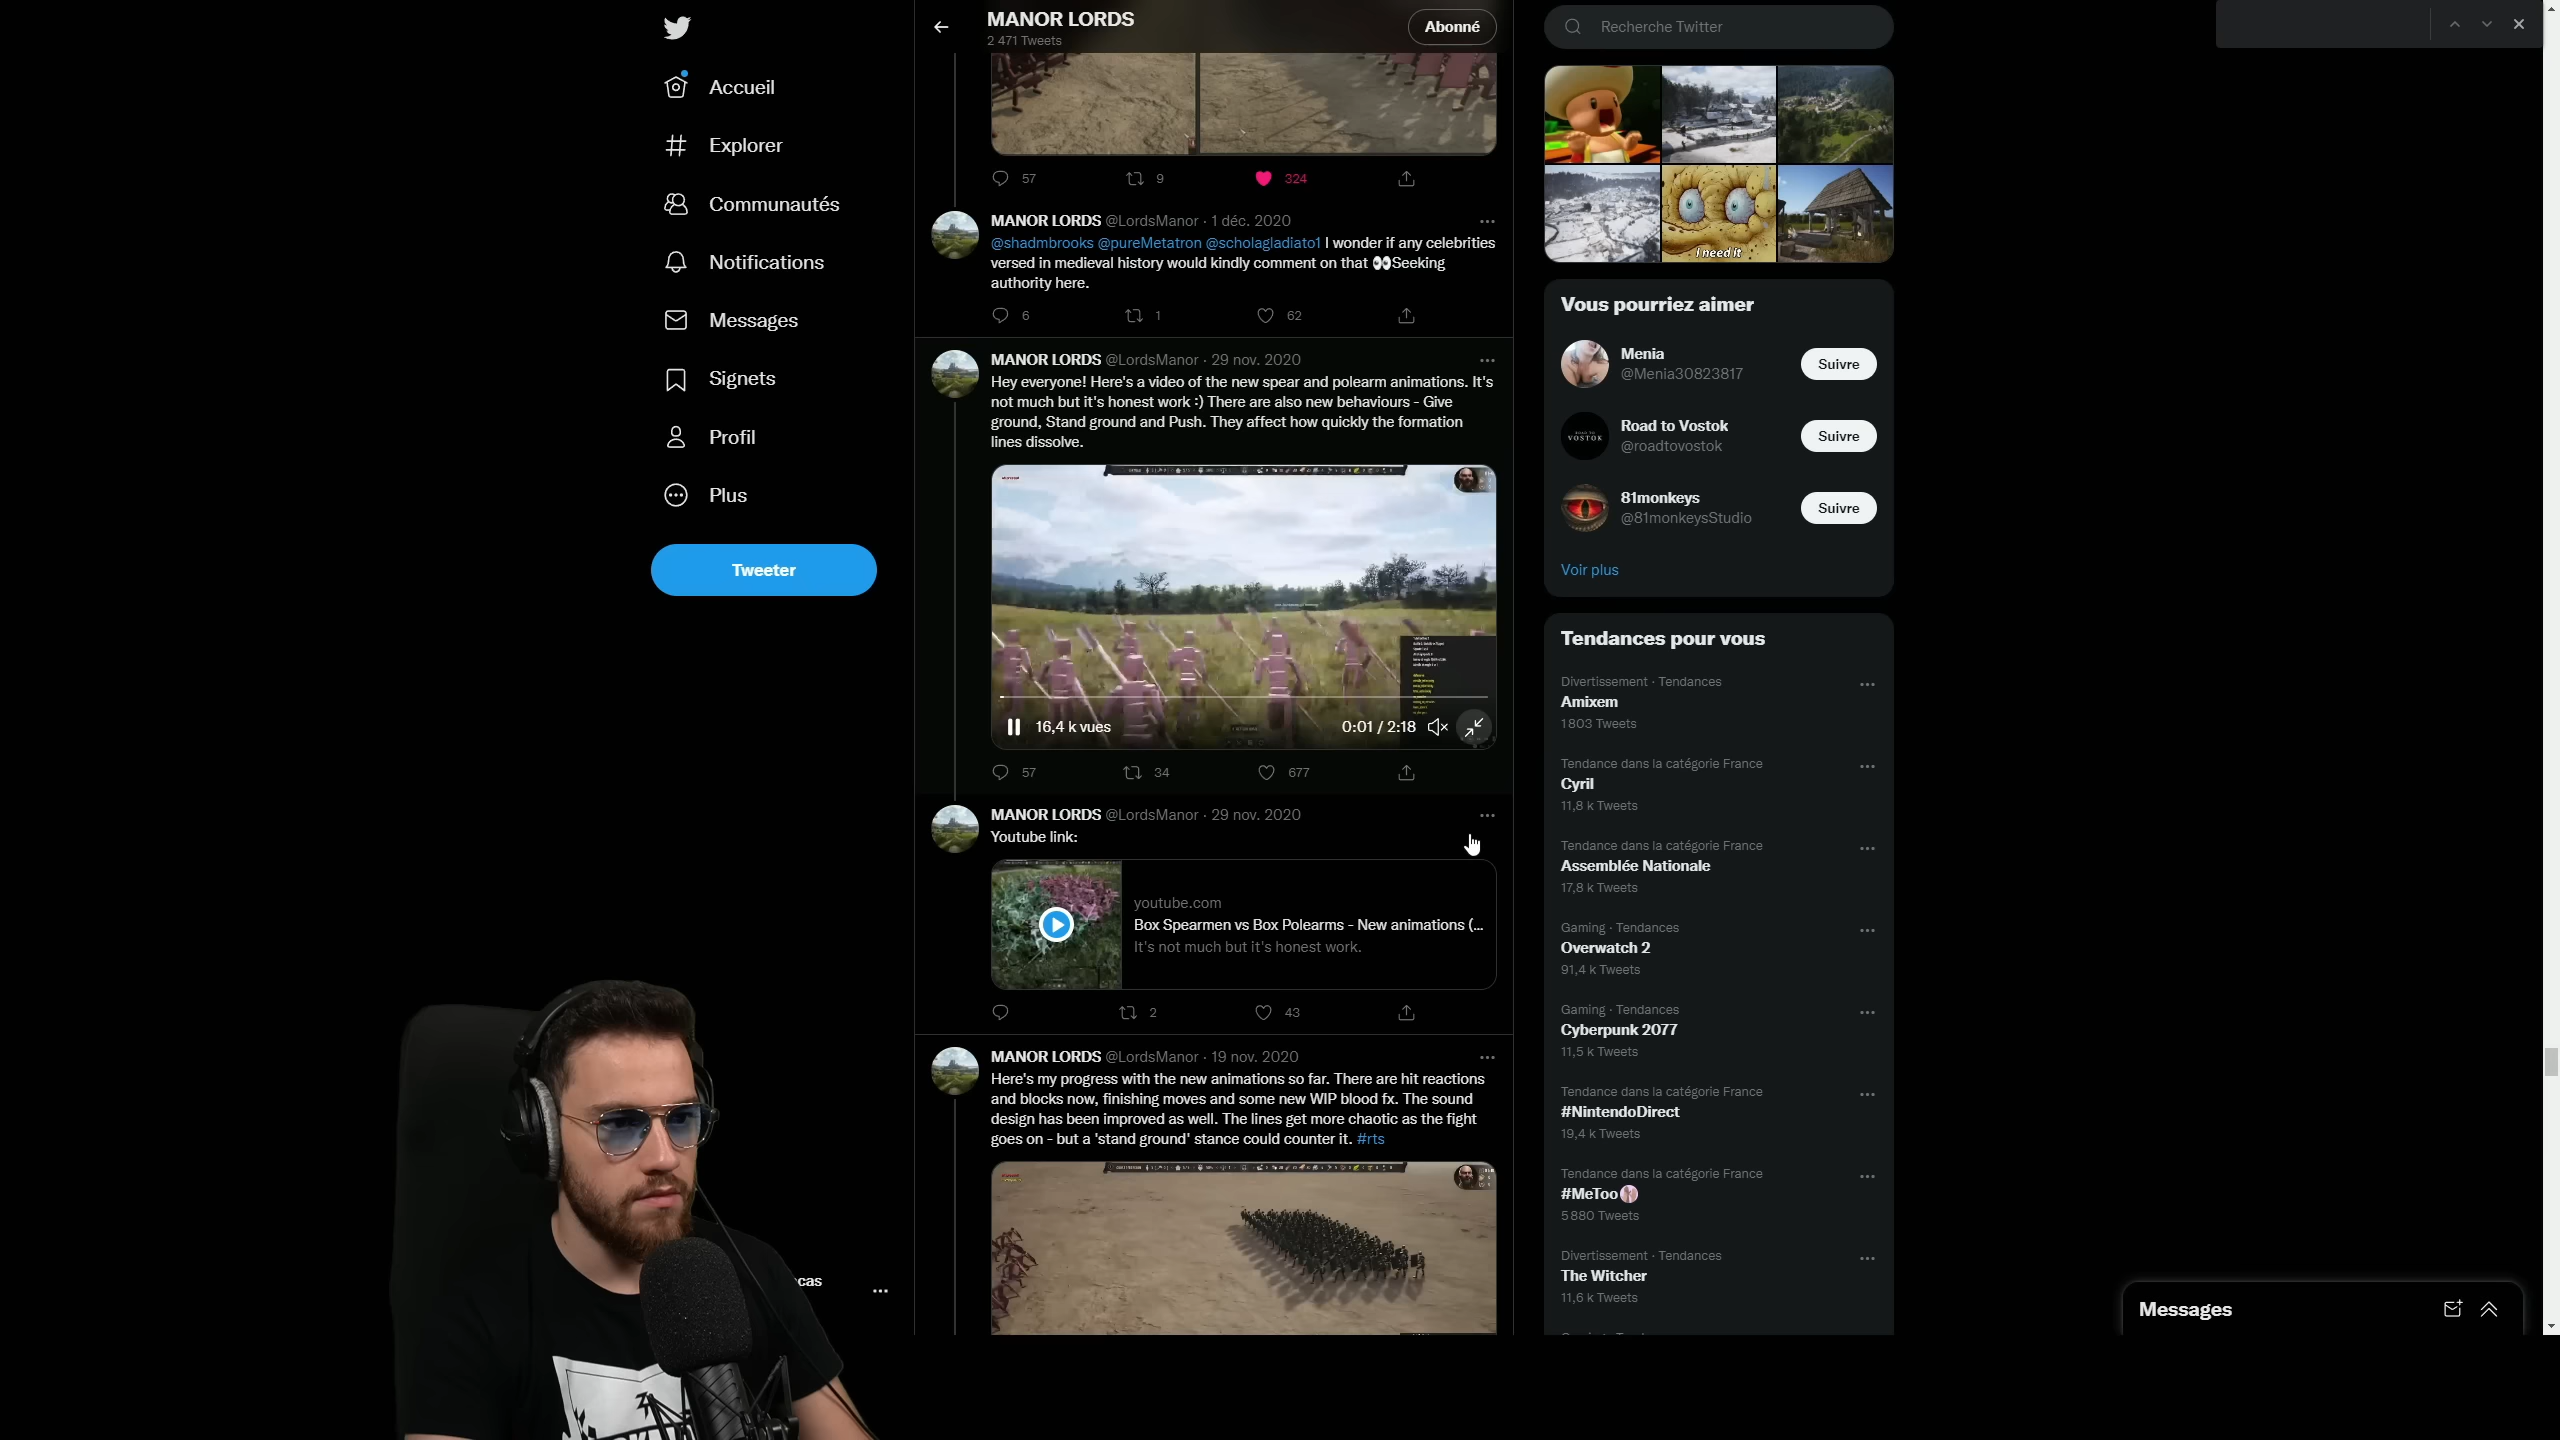 MANOR LORDS
2 471 Tweets
Abonné
Accueil
Explorer
Communautés
Notifications
Messages
Signets
Profil
Plus
Tweeter
57
9
324
MANOR LORDS @LordsManor · 1 déc. 2020
@shadmbrooks @pureMetatron @scholagladiato1 I wonder if any celebrities
versed in medieval history would kindly comment on that 👀Seeking
authority here.
6
1
62
MANOR LORDS @LordsManor · 29 nov. 2020
Hey everyone! Here's a video of the new spear and polearm animations. It's
not much but it's honest work :) There are also new behaviours - Give
ground, Stand ground and Push. They affect how quickly the formation
lines dissolve.
16,4 k vues
0:01 / 2:18
57
34
677
MANOR LORDS @LordsManor · 29 nov. 2020
Youtube link:
youtube.com
Box Spearmen vs Box Polearms - New animations (...
It's not much but it's honest work.
2
43
MANOR LORDS @LordsManor · 19 nov. 2020
Here's my progress with the new animations so far. There are hit reactions
and blocks now, finishing moves and some new WIP blood fx. The sound
design has been improved as well. The lines get more chaotic as the fight
goes on - but a 'stand ground' stance could counter it. #rts
Recherche Twitter
I need it
Vous pourriez aimer
Menia
@Menia30823817
Suivre
ROAD TO
VOSTOK
Road to Vostok
@roadtovostok
Suivre
81monkeys
@81monkeysStudio
Suivre
Voir plus
Tendances pour vous
Divertissement · Tendances
Amixem
1 803 Tweets
Tendance dans la catégorie France
Cyril
11,8 k Tweets
Tendance dans la catégorie France
Assemblée Nationale
17,8 k Tweets
Gaming · Tendances
Overwatch 2
91,4 k Tweets
Gaming · Tendances
Cyberpunk 2077
11,5 k Tweets
Tendance dans la catégorie France
#NintendoDirect
19,4 k Tweets
Tendance dans la catégorie France
#MeToo
5 880 Tweets
Divertissement · Tendances
The Witcher
11,6 k Tweets
cas
Messages